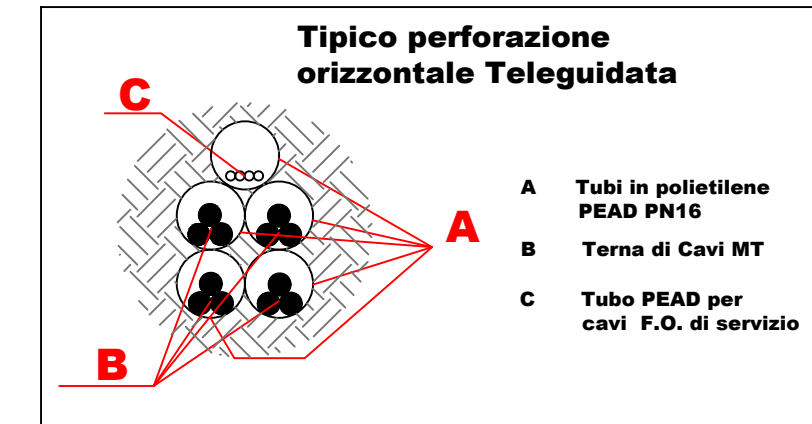 Tipico perforazione
orizzontale Teleguidata
C
A
B
A Tubi in polietilene
PEAD PN16
B Terna di Cavi MT
C Tubo PEAD per
cavi F.O. di servizio